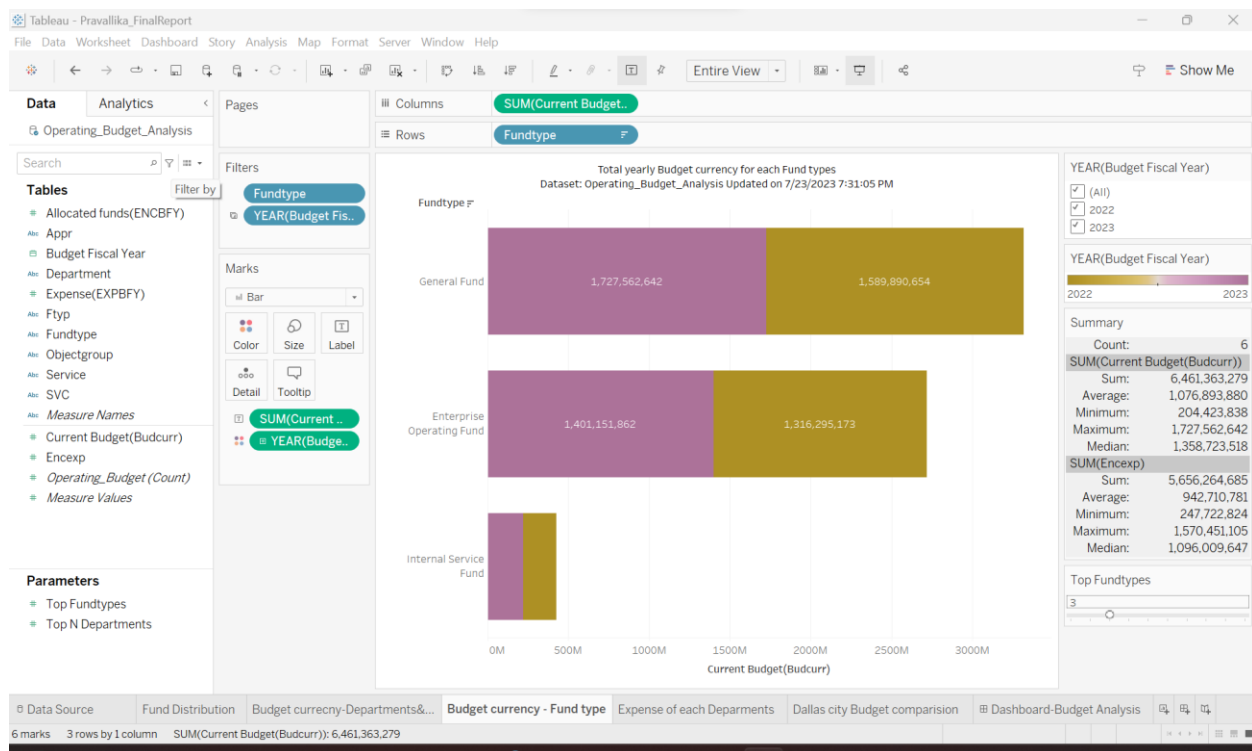 Tableau - Pravallika_FinalReport
File Data Worksheet Dashboard Story Analysis Map Format Server Window Help
Entire View
Show Me
Data Analytics
Operating_Budget_Analysis
Search
Filter by
Tables
Allocated funds(ENCBFY)
Abc Appr
Budget Fiscal Year
Abc Department
Expense(EXPBFY)
Abc Ftyp
Abc Fundtype
Abc Objectgroup
Abc Service
Abc SVC
Abc Measure Names
Current Budget(Budcurr)
Encexp
Operating_Budget (Count)
Measure Values
Parameters
Top Fundtypes
Top N Departments
Pages
Filters
Fundtype
YEAR(Budget Fis..
Marks
Bar
Color Size Label
Detail Tooltip
SUM(Current ..
YEAR(Budge..
Columns SUM(Current Budget..
Rows Fundtype
Total yearly Budget currency for each Fund types
Dataset: Operating_Budget_Analysis Updated on 7/23/2023 7:31:05 PM
Fundtype
General Fund 1,727,562,642 1,589,890,654
Enterprise
Operating Fund 1,401,151,862 1,316,295,173
Internal Service
Fund
0M 500M 1000M 1500M 2000M 2500M 3000M
Current Budget(Budcurr)
YEAR(Budget Fiscal Year)
(All)
2022
2023
YEAR(Budget Fiscal Year)
2022 2023
Summary
Count: 6
SUM(Current Budget(Budcurr))
Sum: 6,461,363,279
Average: 1,076,893,880
Minimum: 204,423,838
Maximum: 1,727,562,642
Median: 1,358,723,518
SUM(Encexp)
Sum: 5,656,264,685
Average: 942,710,781
Minimum: 247,722,824
Maximum: 1,570,451,105
Median: 1,096,009,647
Top Fundtypes
3
Data Source Fund Distribution Budget currecny-Departments&... Budget currency - Fund type Expense of each Deparments Dallas city Budget comparision Dashboard-Budget Analysis
6 marks 3 rows by 1 column SUM(Current Budget(Budcurr)): 6,461,363,279